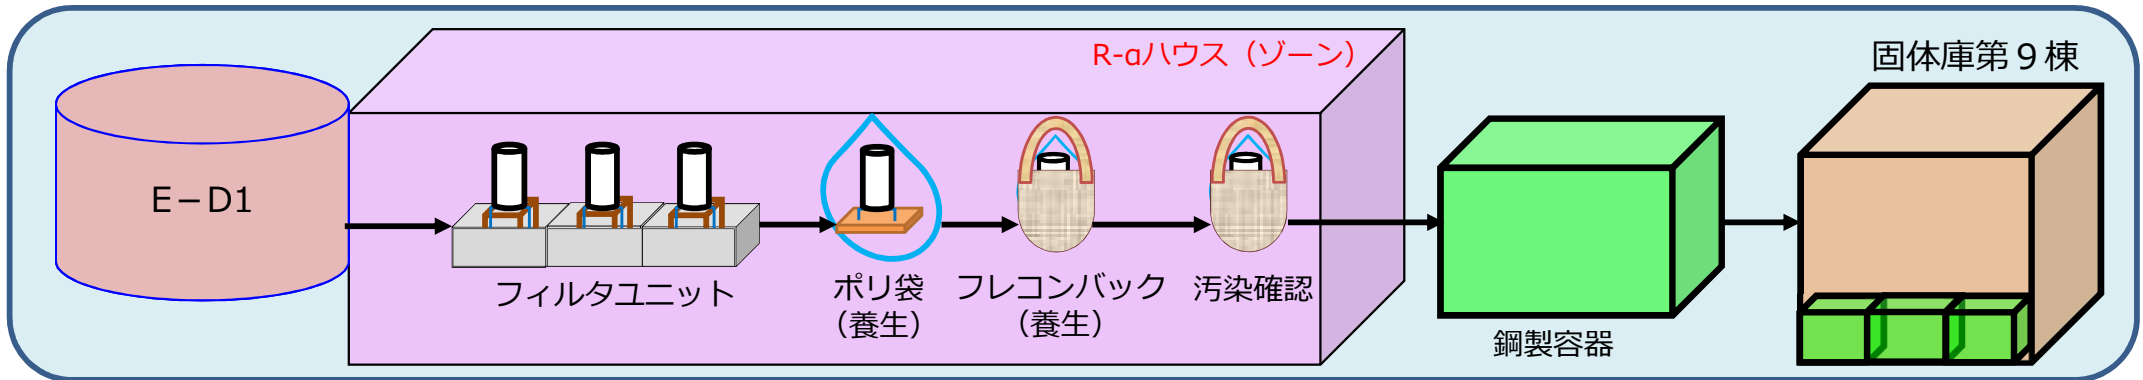 R-αハウス（ゾーン）
固体庫第９棟
E－D1
フィルタユニット
ポリ袋
（養生）
フレコンバック
（養生）
汚染確認
鋼製容器